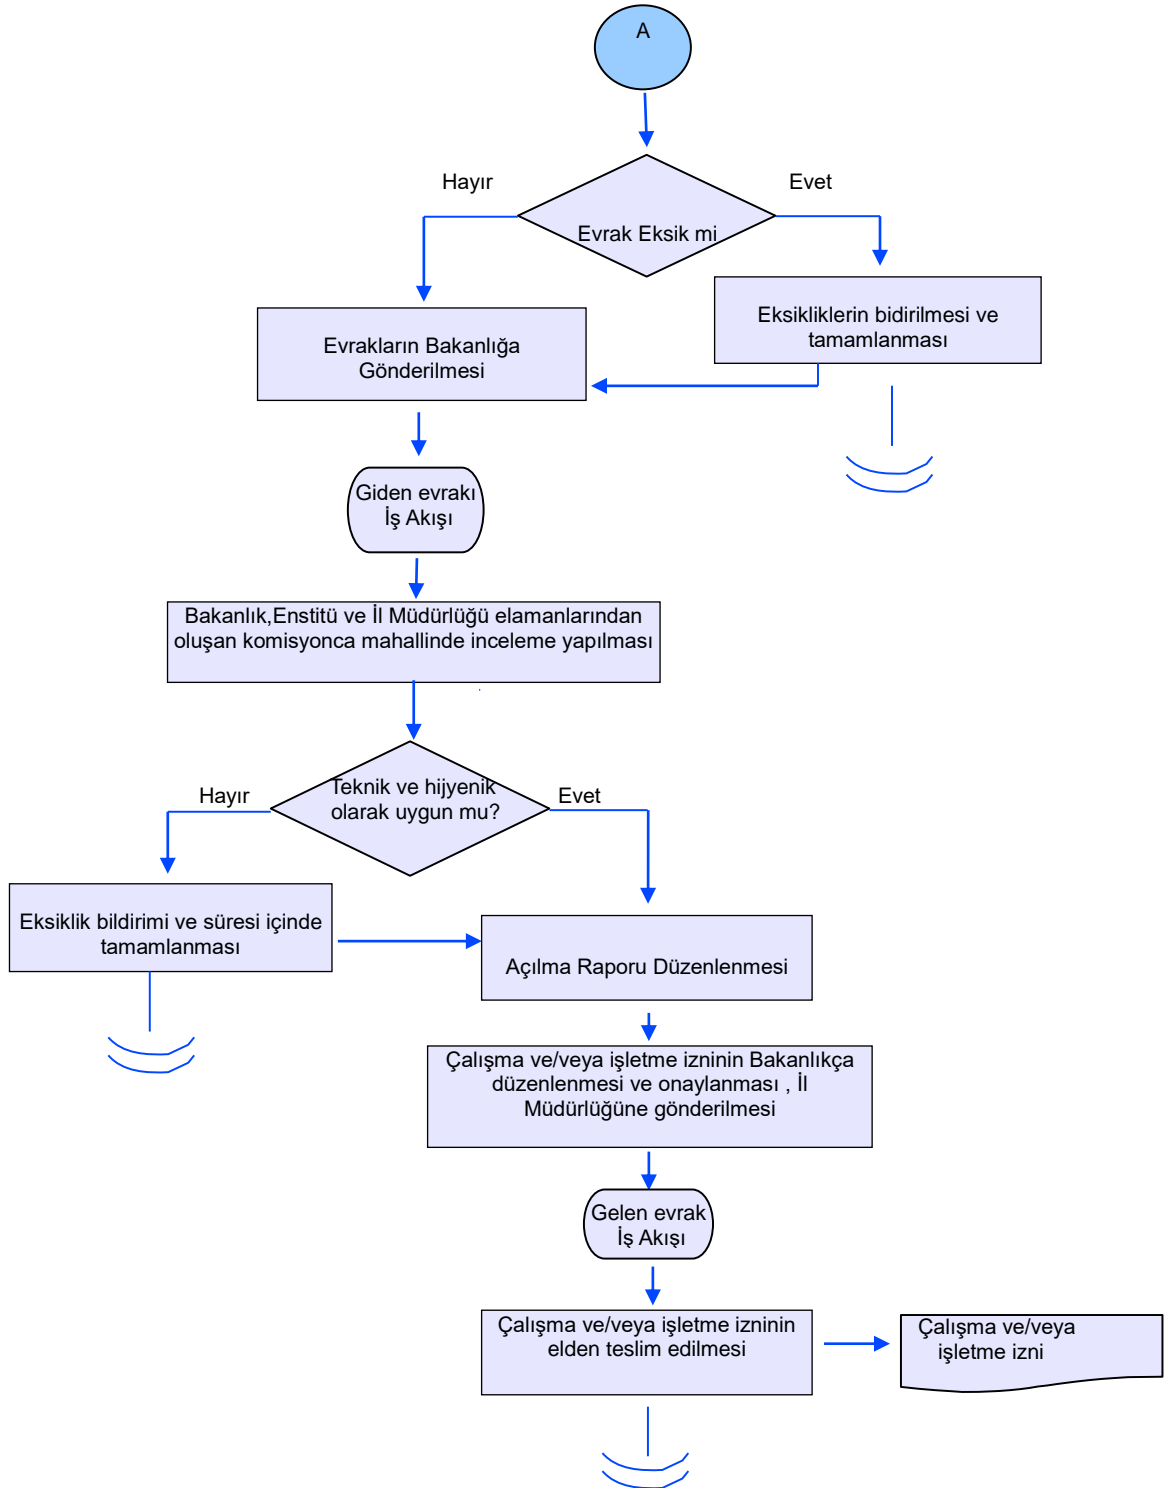 A
Hayır
Evet
Evrak Eksik mi
Eksikliklerin bidirilmesi ve
tamamlanması
Evrakların Bakanlığa
Gönderilmesi
Giden evrakı
İş Akışı
Bakanlık,Enstitü ve İl Müdürlüğü elamanlarından
oluşan komisyonca mahallinde inceleme yapılması
Teknik ve hijyenik
olarak uygun mu?
Hayır
Evet
Eksiklik bildirimi ve süresi içinde
tamamlanması
Açılma Raporu Düzenlenmesi
Çalışma ve/veya işletme izninin Bakanlıkça
düzenlenmesi ve onaylanması , İl
Müdürlüğüne gönderilmesi
Gelen evrak
İş Akışı
Çalışma ve/veya işletme izninin
elden teslim edilmesi
Çalışma ve/veya
işletme izni